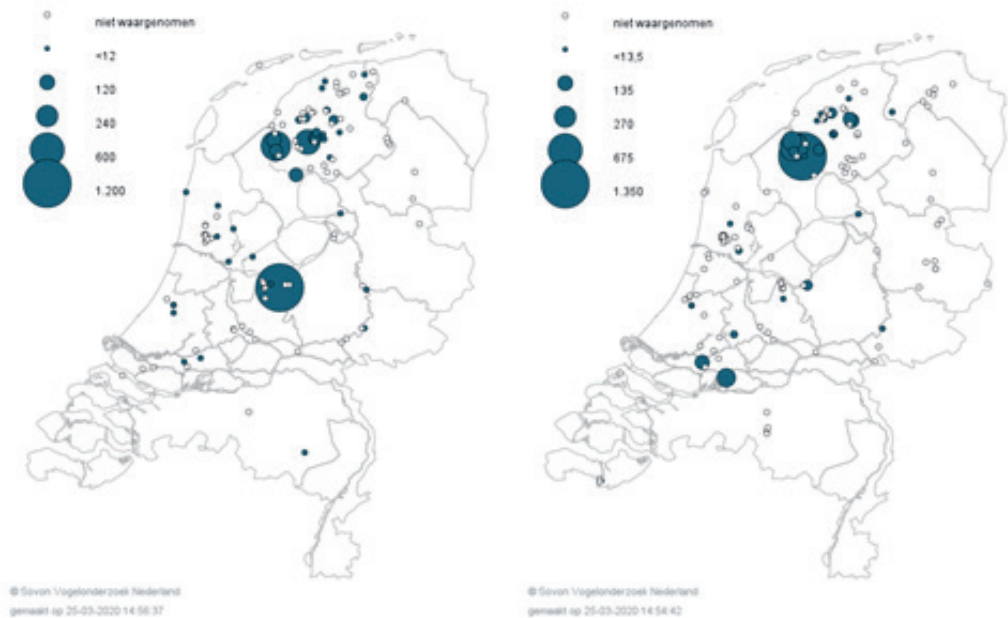 niet waargenomen
<12
120
240
600
1.200
© Sovon Vogelonderzoek Nederland
gemaakt op 25-03-2020 14:56:37
niet waargenomen
<13,5
135
270
675
1.350
© Sovon Vogelonderzoek Nederland
gemaakt op 25-03-2020 14:54:42